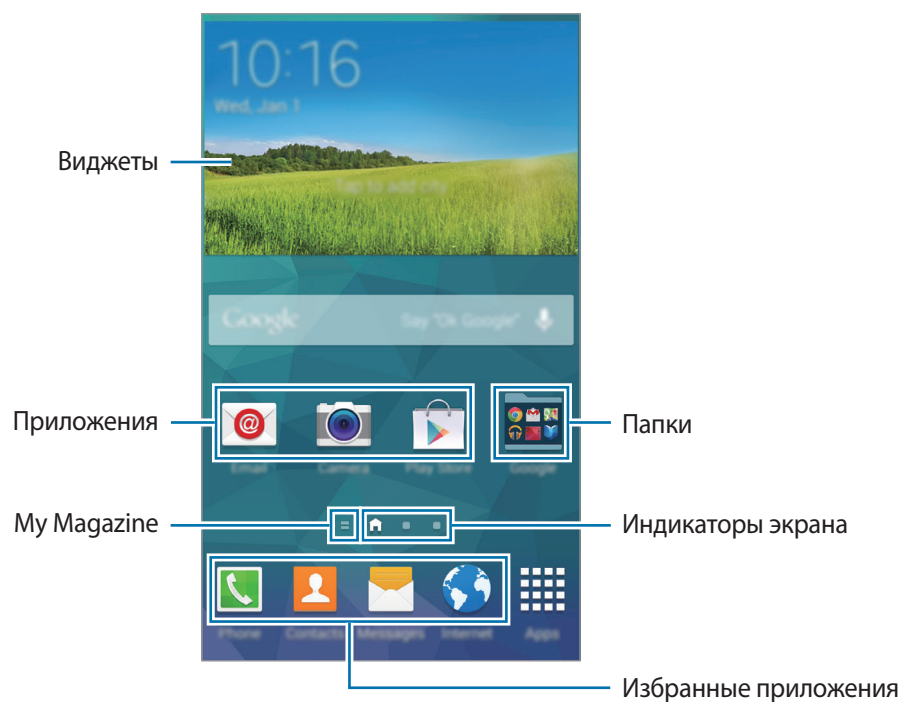 10:16
Wed, Jan 1
Виджеты
Tap to add city
Google Say "Ok Google"
Приложения
Папки
Email Camera Play Store Google
My Magazine
Индикаторы экрана
Phone Contacts Messages Internet Apps
Избранные приложения